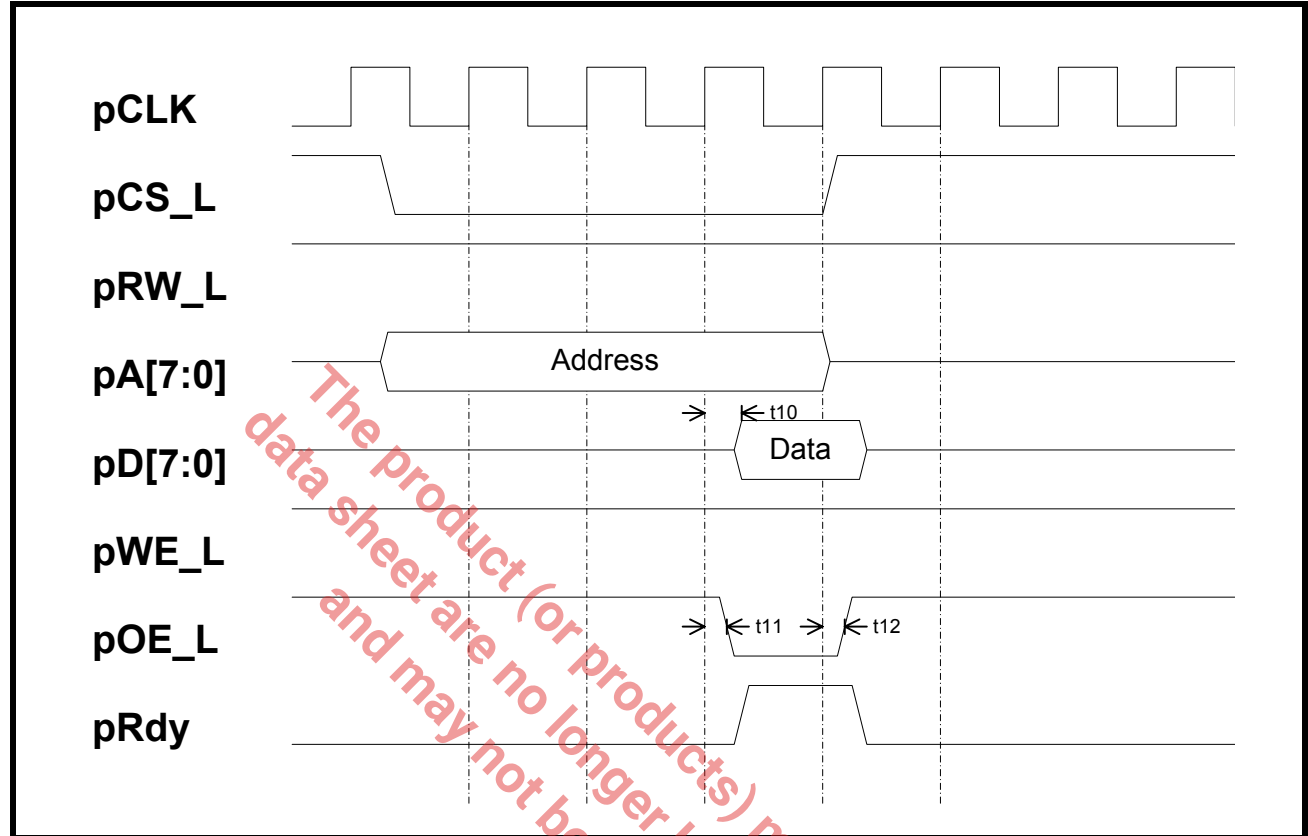 pCLK
pCS_L
pRW_L
pA[7:0]
Address
t10
pD[7:0]
Data
pWE_L
pOE_L
t11
t12
pRdy
The product (or products)
data sheet are no longer
and may not be